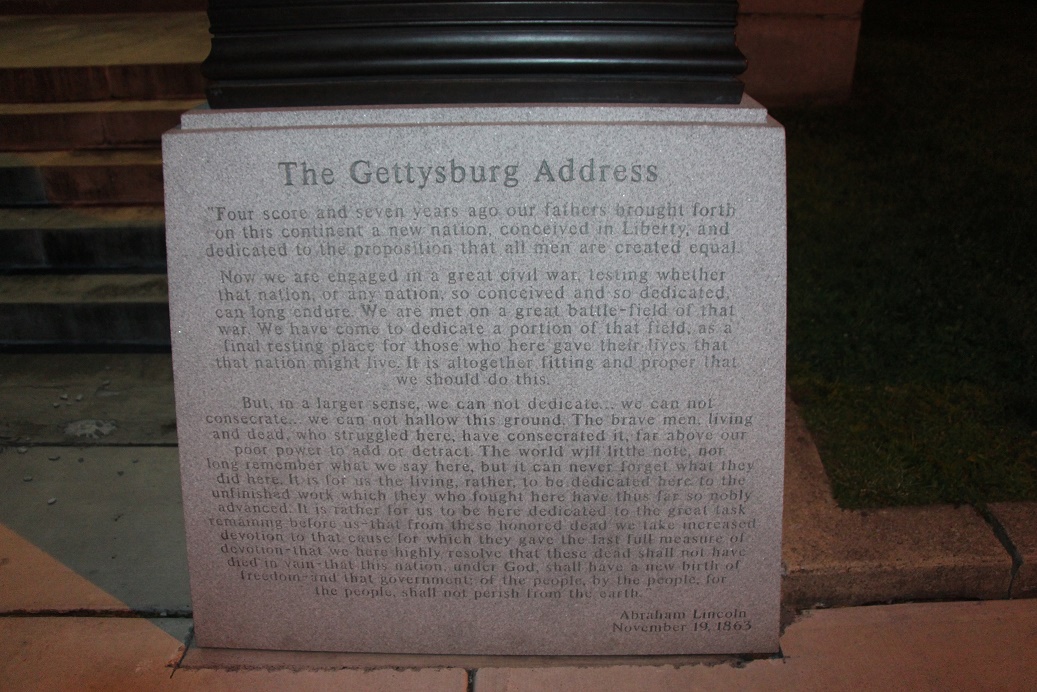 The Gettysburg Address
"Four score and seven years ago our fathers brought forth
on this continent a new nation, conceived in Liberty, and
dedicated to the proposition that all men are created equal.
Now we are engaged in a great civil war, testing whether
that nation, or any nation, so conceived and so dedicated,
can long endure. We are met on a great battle-field of that
war. We have come to dedicate a portion of that field, as a
final resting place for those who here gave their lives that
that nation might live. It is altogether fitting and proper that
we should do this.
But, in a larger sense, we can not dedicate... we can not
consecrate... we can not hallow this ground. The brave men, living
and dead, who struggled here, have consecrated it, far above our
poor power to add or detract. The world will little note, nor
long remember what we say here, but it can never forget what they
did here. It is for us the living, rather, to be dedicated here to the
unfinished work which they who fought here have thus far so nobly
advanced. It is rather for us to be here dedicated to the great task
remaining before us-that from these honored dead we take increased
devotion to that cause for which they gave the last full measure of
devotion-that we here highly resolve that these dead shall not have
died in vain-that this nation, under God, shall have a new birth of
freedom-and that government: of the people, by the people, for
the people, shall not perish from the earth."
Abraham Lincoln
November 19, 1863